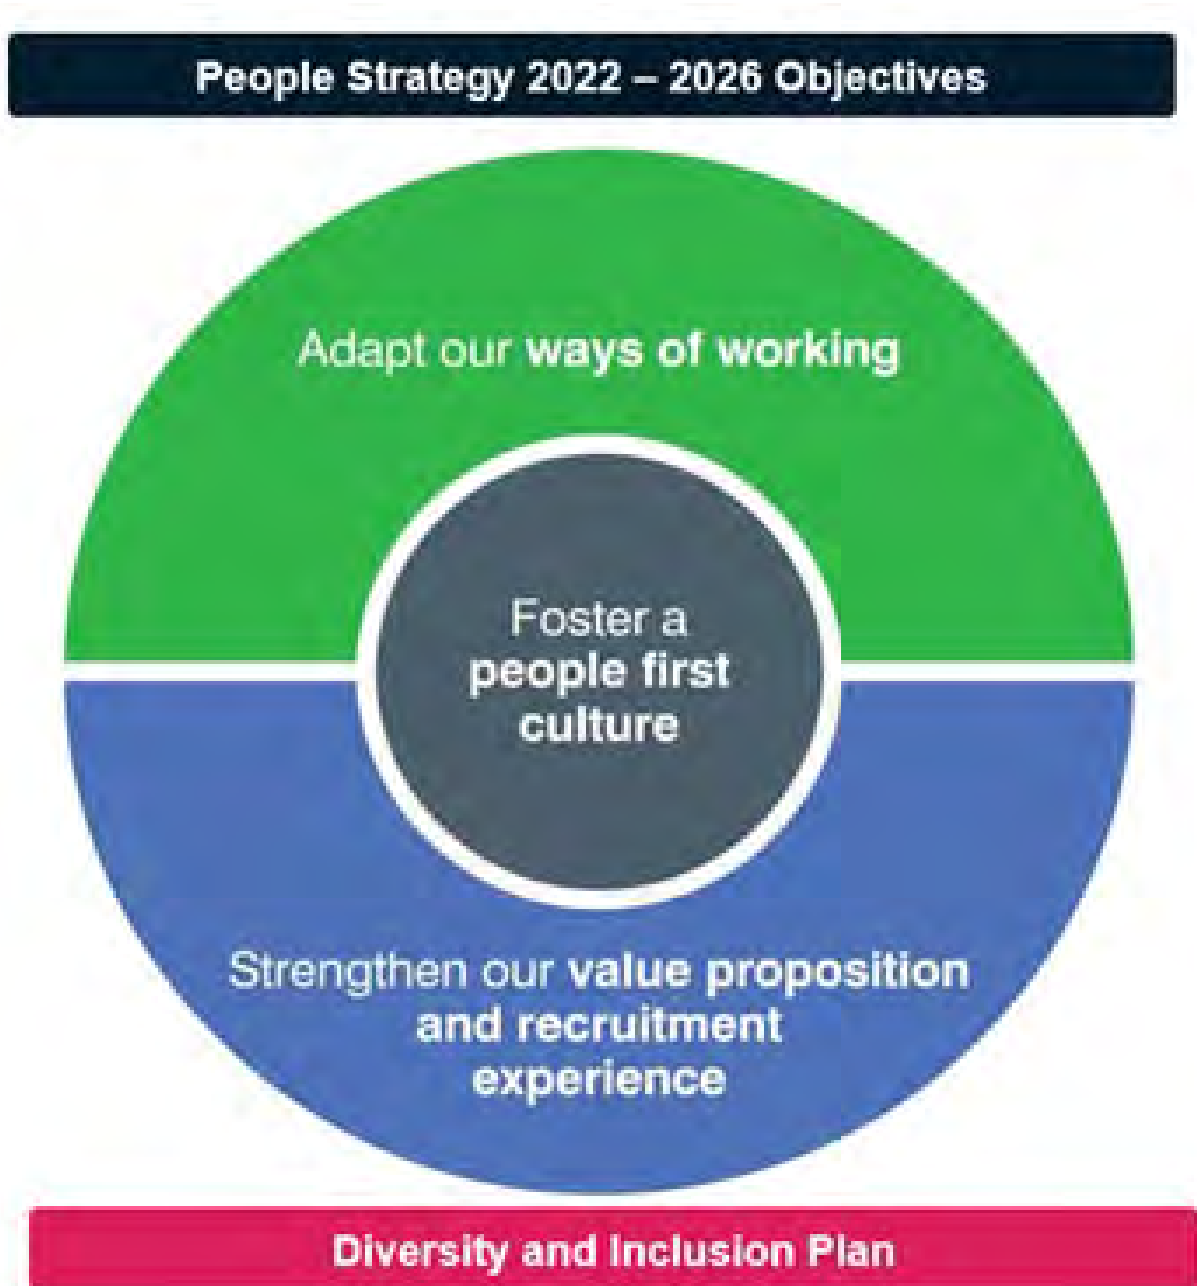 People Strategy 2022 – 2026 Objectives
Adapt our ways of working
Foster a
people first
culture
Strengthen our value proposition
and recruitment
experience
Diversity and Inclusion Plan